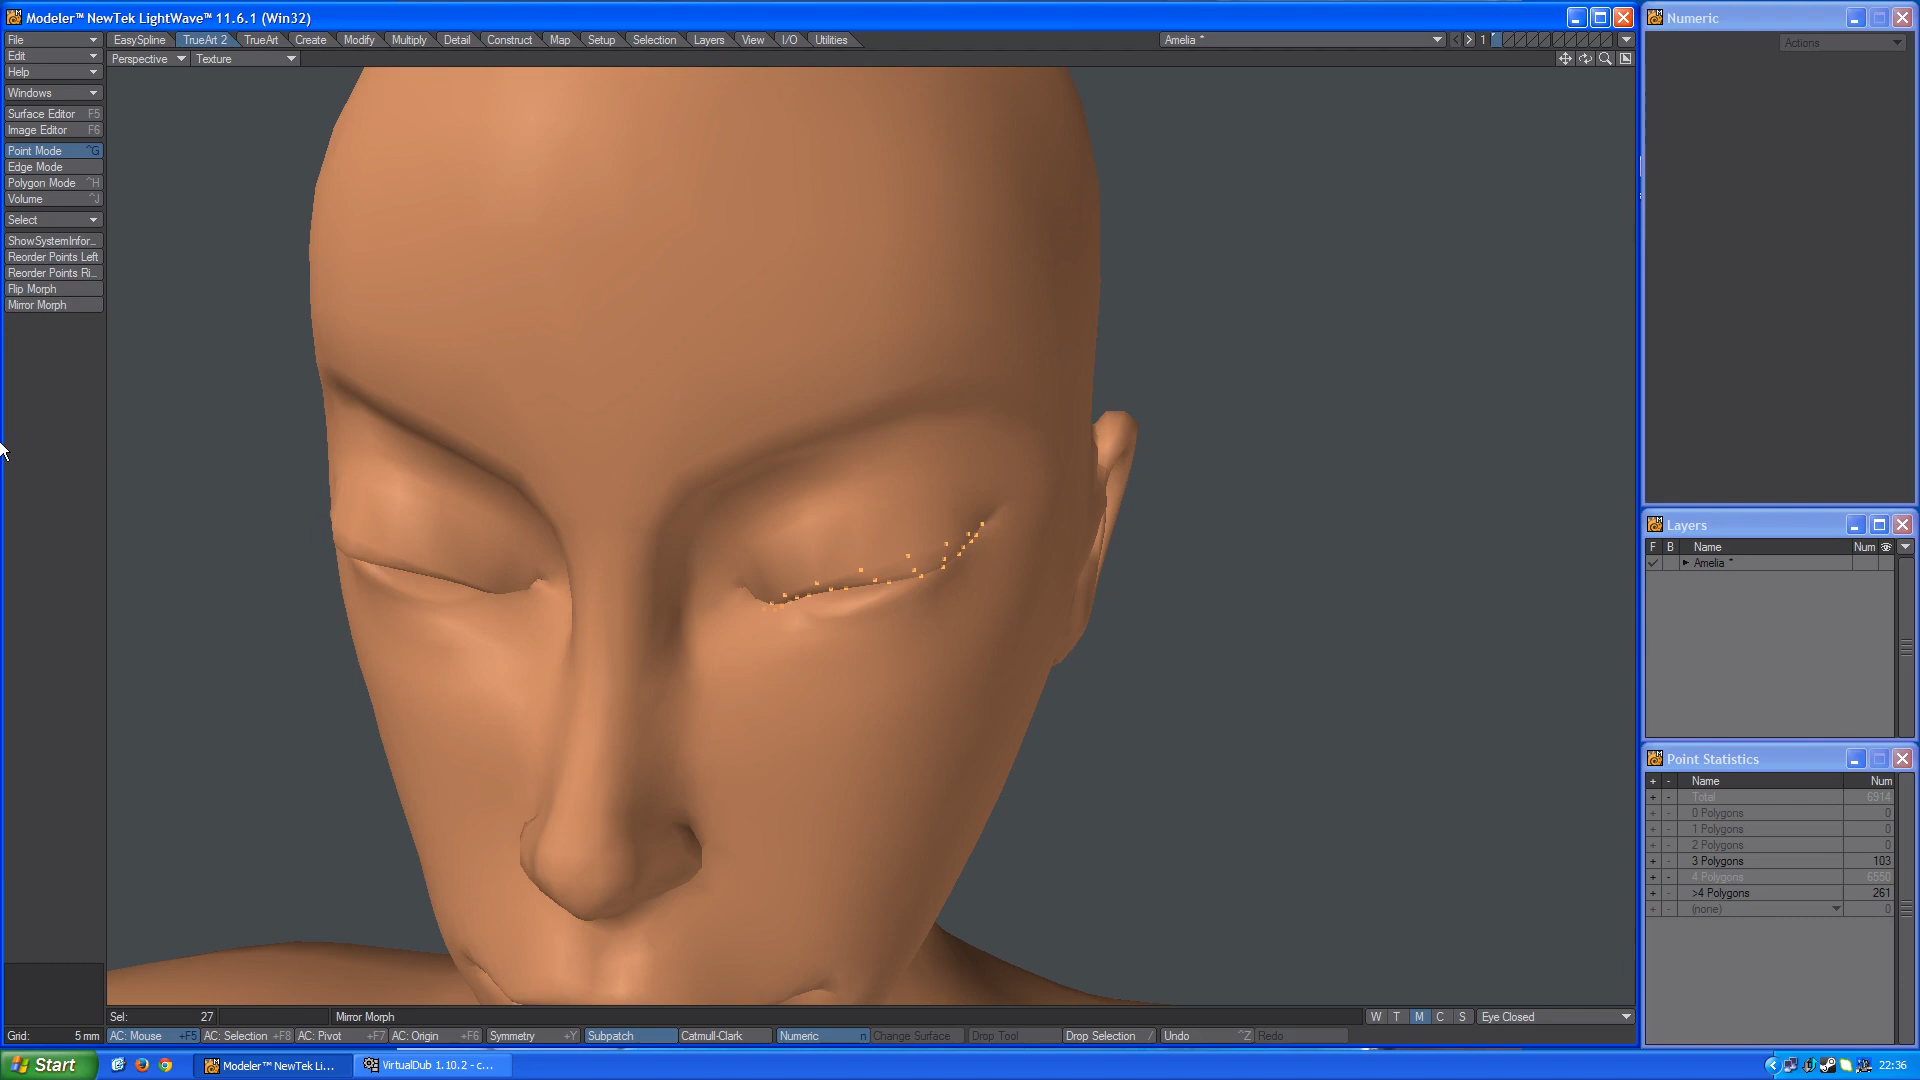 Modeler™ NewTek LightWave™ 11.6.1 (Win32)
Numeric
File
EasySpline TrueArt 2 TrueArt Create Modify Multiply Detail Construct Map Setup Selection Layers View I/O Utilities
Amelia *
1
Actions
Edit
Perspective
Texture
Help
Windows
Surface Editor F5
Image Editor F6
Point Mode ^G
Edge Mode
Polygon Mode ^H
Volume ^J
Select
ShowSystemInfor...
Reorder Points Left
Reorder Points Ri...
Flip Morph
Mirror Morph
Layers
F B Name Num
Amelia *
Point Statistics
+ - Name Num
+ - Total 6914
+ - 0 Polygons 0
+ - 1 Polygons 0
+ - 2 Polygons 0
+ - 3 Polygons 103
+ - 4 Polygons 6550
+ - >4 Polygons 261
+ - (none) 0
Sel: 27
Mirror Morph
W T M C S
Eye Closed
Grid: 5 mm
AC: Mouse +F5 AC: Selection +F8 AC: Pivot +F7 AC: Origin +F6 Symmetry +Y Subpatch Catmull-Clark Numeric n Change Surface Drop Tool Drop Selection / Undo ^Z Redo
Start
Modeler™ NewTek Li...
VirtualDub 1.10.2 - c...
22:36